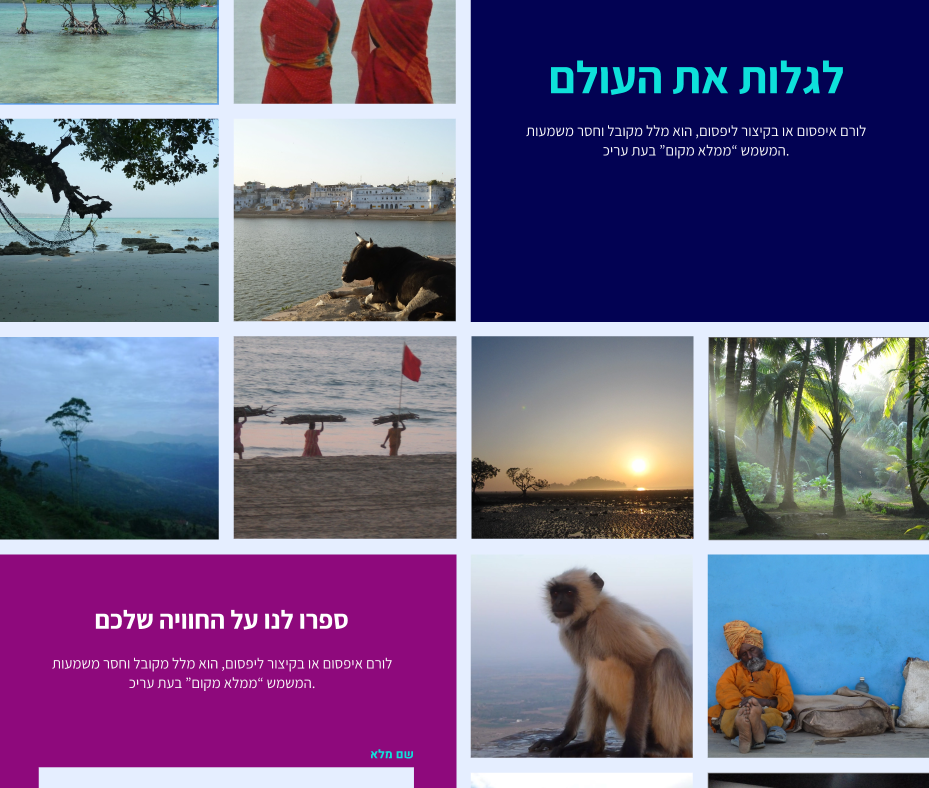 לגלות את העולם
לורם איפסום או בקיצור ליפסום, הוא מלל מקובל וחסר משמעות
המשמש “ממלא מקום” בעת עריכ.
ספרו לנו על החוויה שלכם
לורם איפסום או בקיצור ליפסום, הוא מלל מקובל וחסר משמעות
המשמש “ממלא מקום” בעת עריכ.
שם מלא